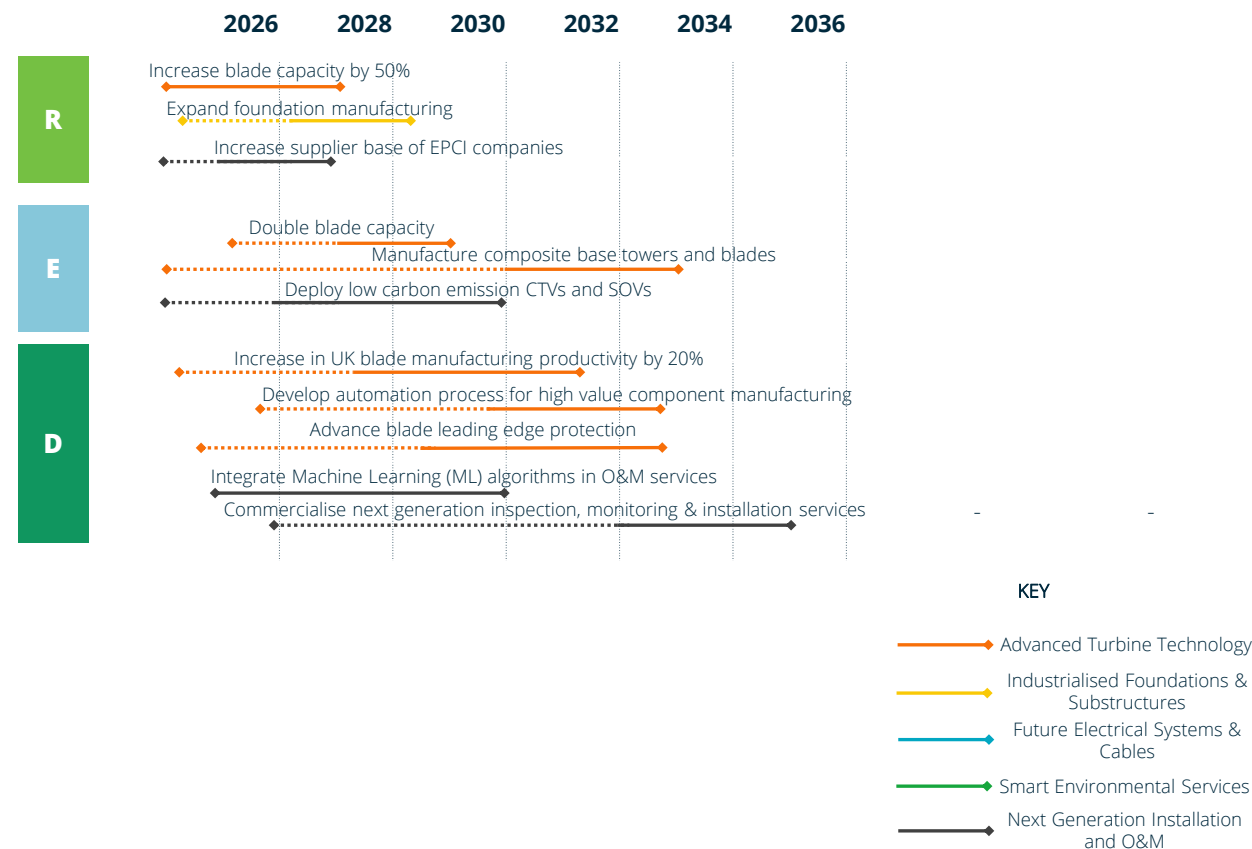 2026 2028 2030 2032 2034 2036
R
Increase blade capacity by 50%
Expand foundation manufacturing
Increase supplier base of EPCI companies
E
Double blade capacity
Manufacture composite base towers and blades
Deploy low carbon emission CTVs and SOVs
D
Increase in UK blade manufacturing productivity by 20%
Develop automation process for high value component manufacturing
Advance blade leading edge protection
Integrate Machine Learning (ML) algorithms in O&M services
Commercialise next generation inspection, monitoring & installation services
- -
KEY
Advanced Turbine Technology
Industrialised Foundations &
Substructures
Future Electrical Systems &
Cables
Smart Environmental Services
Next Generation Installation
and O&M